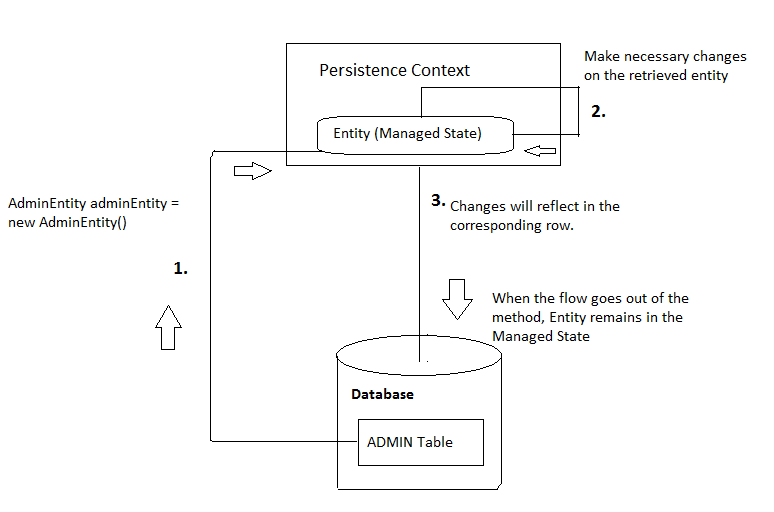 Persistence Context
Make necessary changes
on the retrieved entity
2.
Entity (Managed State)
AdminEntity adminEntity =
new AdminEntity()
1.
3. Changes will reflect in the
corresponding row.
When the flow goes out of the
method, Entity remains in the
Managed State
Database
ADMIN Table